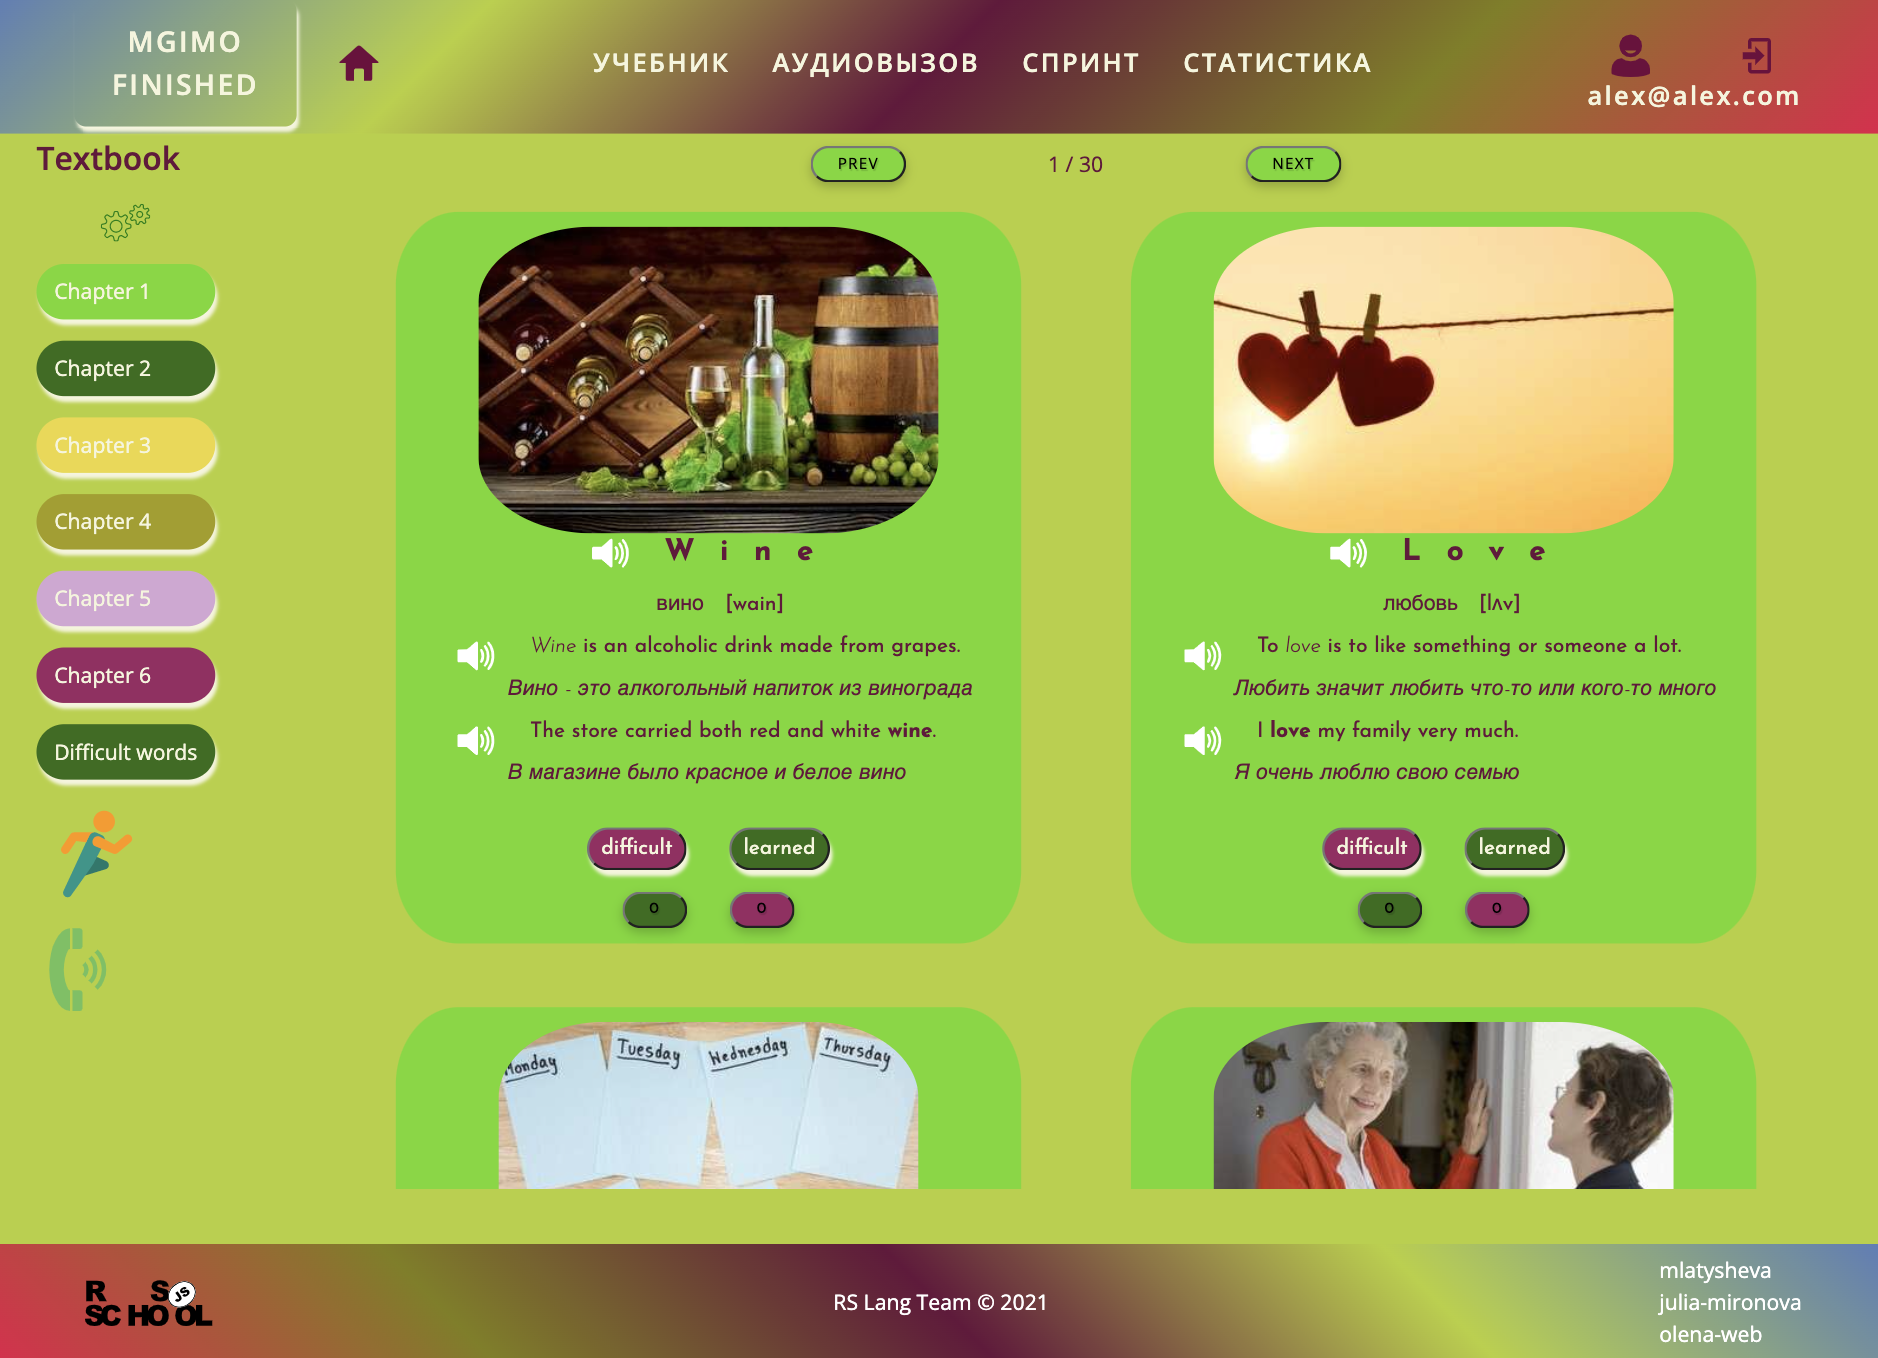 MGIMO
FINISHED
УЧЕБНИК АУДИОВЫЗОВ СПРИНТ СТАТИСТИКА
alex@alex.com
Textbook
PREV 1 / 30 NEXT
Chapter 1
Chapter 2
Chapter 3
Chapter 4
Chapter 5
Chapter 6
Difficult words
Wine
вино [wain]
Wine is an alcoholic drink made from grapes.
Вино - это алкогольный напиток из винограда
The store carried both red and white wine.
В магазине было красное и белое вино
difficult learned
0 0
Love
любовь [lʌv]
To love is to like something or someone a lot.
Любить значит любить что-то или кого-то много
I love my family very much.
Я очень люблю свою семью
difficult learned
0 0
Monday Tuesday Wednesday Thursday
RS
JS
SCHOOL
RS Lang Team © 2021
mlatysheva
julia-mironova
olena-web